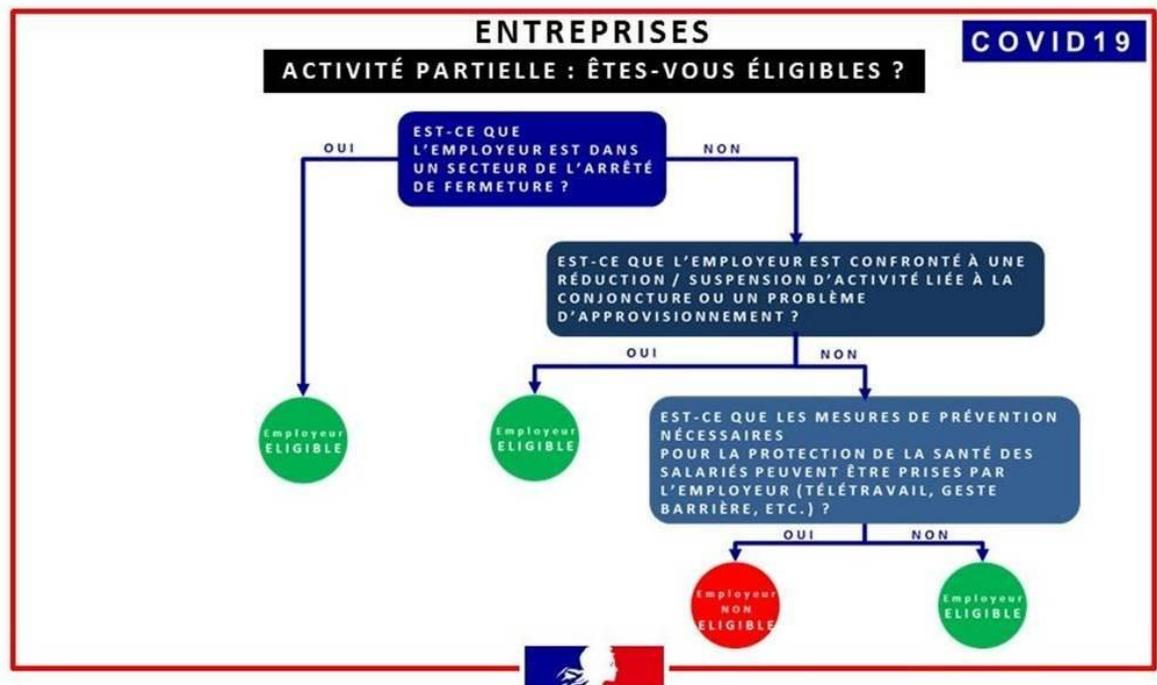 ENTREPRISES
COVID19
ACTIVITÉ PARTIELLE : ÊTES-VOUS ÉLIGIBLES ?
EST-CE QUE
L'EMPLOYEUR EST DANS
UN SECTEUR DE L'ARRÊTÉ
DE FERMETURE ?
OUI
NON
EST-CE QUE L'EMPLOYEUR EST CONFRONTÉ À UNE
RÉDUCTION / SUSPENSION D'ACTIVITÉ LIÉE À LA
CONJONCTURE OU UN PROBLÈME
D'APPROVISIONNEMENT ?
OUI
NON
Employeur
ELIGIBLE
Employeur
ELIGIBLE
EST-CE QUE LES MESURES DE PRÉVENTION
NÉCESSAIRES
POUR LA PROTECTION DE LA SANTÉ DES
SALARIÉS PEUVENT ÊTRE PRISES PAR
L'EMPLOYEUR (TÉLÉTRAVAIL, GESTE
BARRIÈRE, ETC.) ?
OUI
NON
Employeur
NON
ELIGIBLE
Employeur
ELIGIBLE